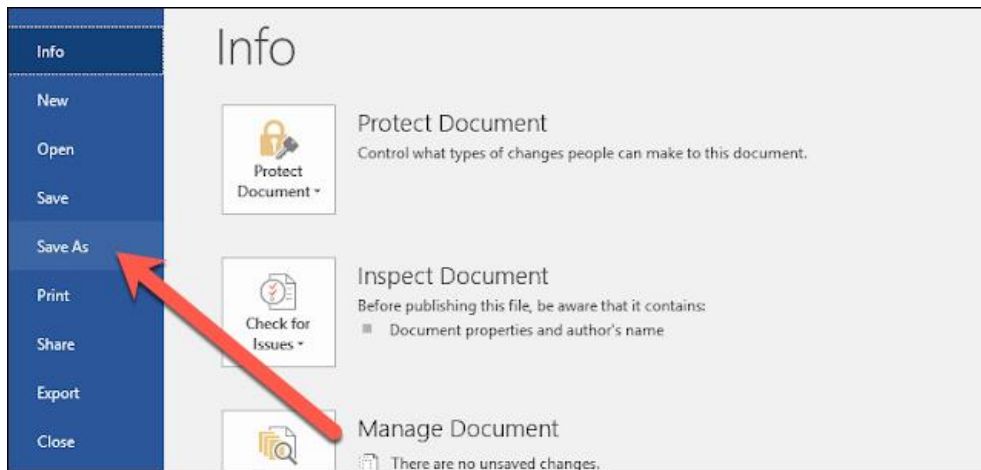 Info
New
Open
Save
Save As
Print
Share
Export
Close
Info
Protect
Document
Protect Document
Control what types of changes people can make to this document.
Check for
Issues
Inspect Document
Before publishing this file, be aware that it contains:
Document properties and author's name
Manage Document
There are no unsaved changes.